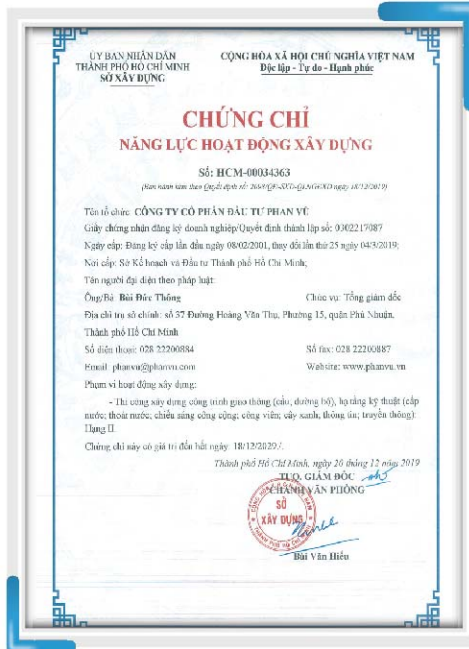 ỦY BAN NHÂN DÂN
THÀNH PHỐ HỒ CHÍ MINH
SỞ XÂY DỰNG
CỘNG HÒA XÃ HỘI CHỦ NGHĨA VIỆT NAM
Độc lập - Tự do - Hạnh phúc
CHỨNG CHỈ
NĂNG LỰC HOẠT ĐỘNG XÂY DỰNG
Số: HCM-00034363
(Ban hành kèm theo Quyết định số: ngày 18/12/2019)
Tên tổ chức: CÔNG TY CỔ PHẦN ĐẦU TƯ PHAN VŨ
Giấy chứng nhận đăng ký doanh nghiệp/Quyết định thành lập số: 0302217087
Ngày cấp: Đăng ký cấp lần đầu ngày 08/02/2001, thay đổi lần thứ 25 ngày 04/3/2019;
Nơi cấp: Sở Kế hoạch và Đầu tư Thành phố Hồ Chí Minh;
Tên người đại diện theo pháp luật:
Ông/Bà: Bùi Đức Thông Chức vụ: Tổng giám đốc
Địa chỉ trụ sở chính: số 37 Đường Hoàng Văn Thụ, Phường 15, quận Phú Nhuận,
Thành phố Hồ Chí Minh
Số điện thoại: 028 22200884 Số fax: 028 22200887
Email: phanvu@phanvu.com Website: www.phanvu.vn
Phạm vi hoạt động xây dựng:
- Thi công xây dựng công trình giao thông (cầu, đường bộ), hạ tầng kỹ thuật (cấp
nước; thoát nước; chiếu sáng công cộng; công viên; cây xanh, thông tin; truyền thông):
Hạng II.
Chứng chỉ này có giá trị đến hết ngày: 18/12/2029./.
Thành phố Hồ Chí Minh, ngày 20 tháng 12 năm 2019
TUQ. GIÁM ĐỐC
CHÁNH VĂN PHÒNG
SỞ
XÂY DỰNG
Bùi Văn Hiếu